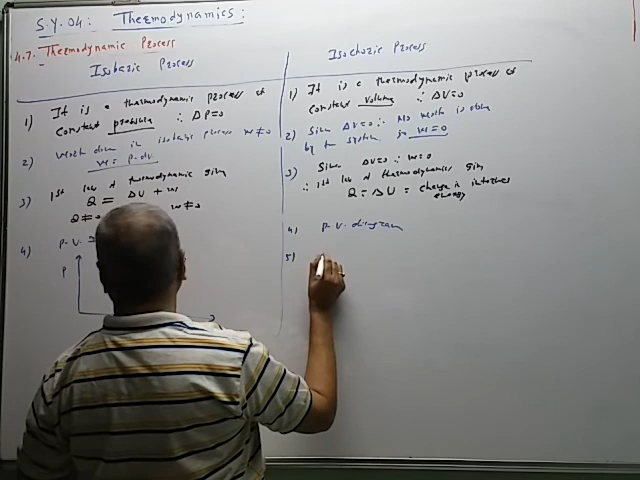 S.Y.04: Thermodynamics:
4.7. Thermodynamic Process
Isobaric Process
1) It is a thermodynamic process at
constant pressure ∴ ΔP=0
2) work done in isobaric process w≠0
w = p·dv
3) 1st law of thermodynamic
Q = ΔU + w
Q≠0 w≠0
4) P-V
P
Isochoric Process
1) It is a thermodynamic process at
constant volume ∴ ΔV=0
2) Since ΔV=0 ∴ No work is done
by the system w=0
3) Since ΔV=0 ∴ w=0
∴ 1st law of thermodynamics
Q = ΔU = change in internal
energy
4) P-V diagram
5)